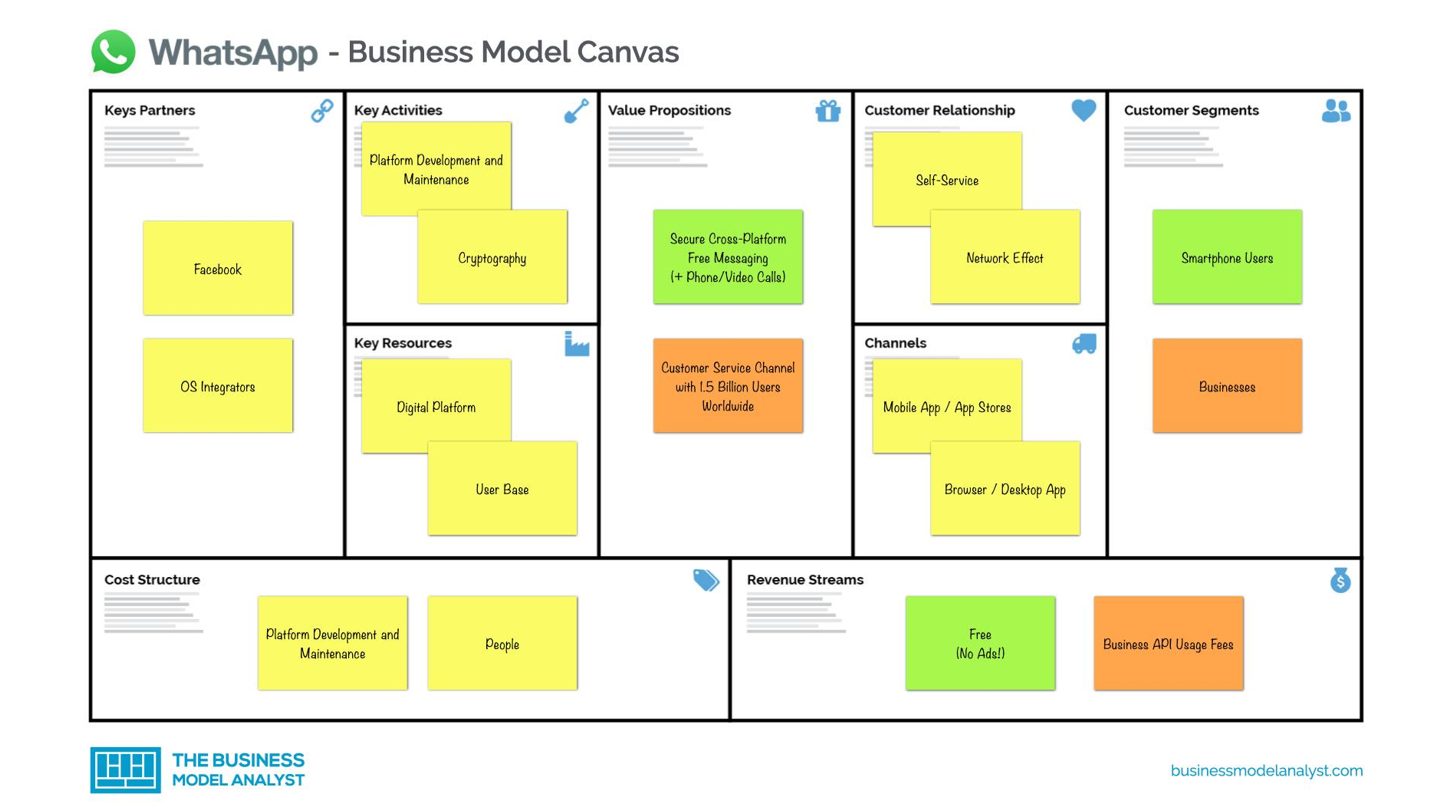 WhatsApp - Business Model Canvas
Keys Partners
Facebook
OS Integrators
Key Activities
Platform Development and
Maintenance
Cryptography
Key Resources
Digital Platform
User Base
Value Propositions
Secure Cross-Platform
Free Messaging
(+ Phone/Video Calls)
Customer Service Channel
with 1.5 Billion Users
Worldwide
Customer Relationship
Self-Service
Network Effect
Channels
Mobile App / App Stores
Browser / Desktop App
Customer Segments
Smartphone Users
Businesses
Cost Structure
Platform Development and
Maintenance
People
Revenue Streams
Free
(No Ads!)
Business API Usage Fees
THE BUSINESS
MODEL ANALYST
businessmodelanalyst.com